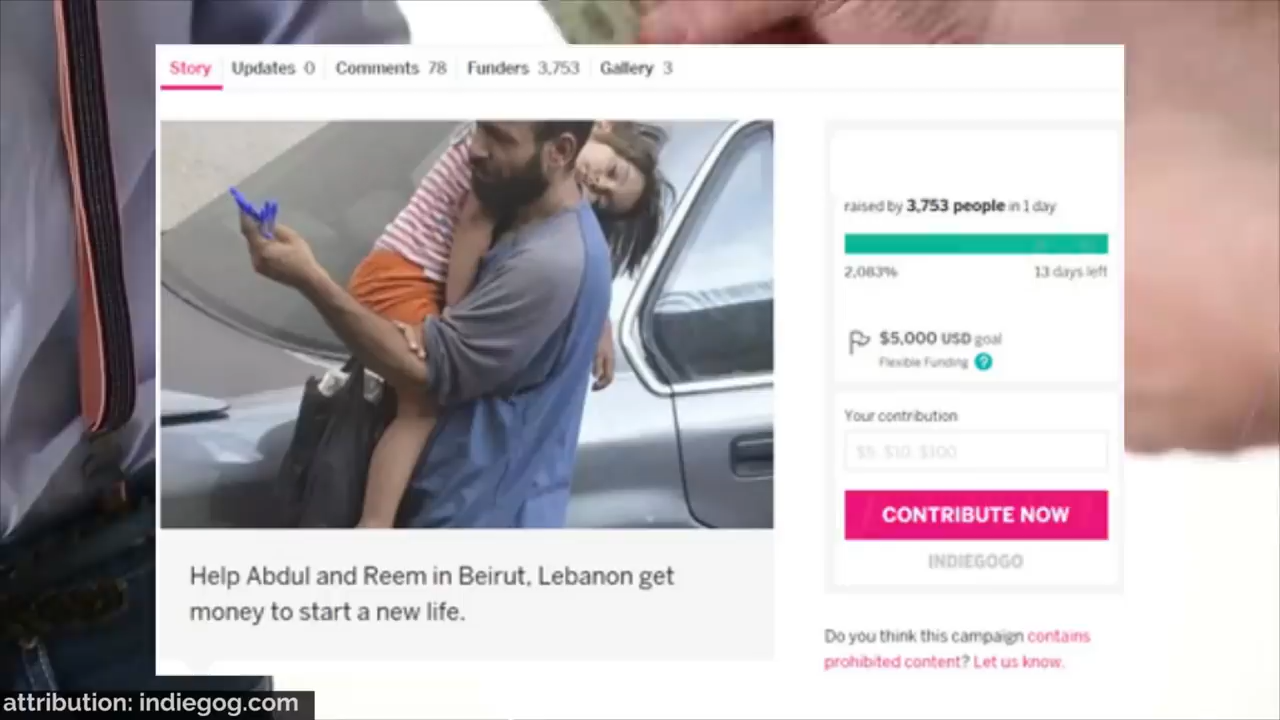 Story Updates 0 Comments 78 Funders 3,753 Gallery 3
raised by 3,753 people in 1 day
2,083% 13 days left
$5,000 USD goal
Flexible Funding ?
Your contribution
$5, $10, $100
CONTRIBUTE NOW
INDIEGOGO
Help Abdul and Reem in Beirut, Lebanon get
money to start a new life.
Do you think this campaign contains
prohibited content? Let us know.
attribution: indiegog.com